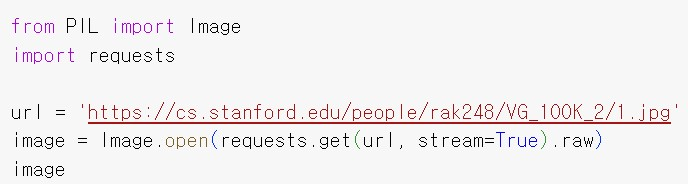 from PIL import Image
import requests
url = 'https://cs.stanford.edu/people/rak248/VG_100K_2/1.jpg'
image = Image.open(requests.get(url, stream=True).raw)
image